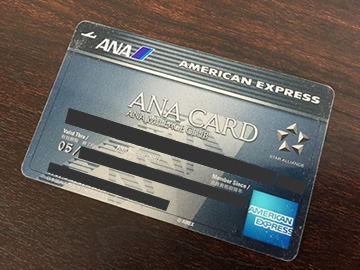 ANA
AMERICAN EXPRESS
ANA CARD
ANA MILEAGE CLUB
STAR ALLIANCE
Valid Thru /
Member Since /
05 /
AMERICAN
EXPRESS